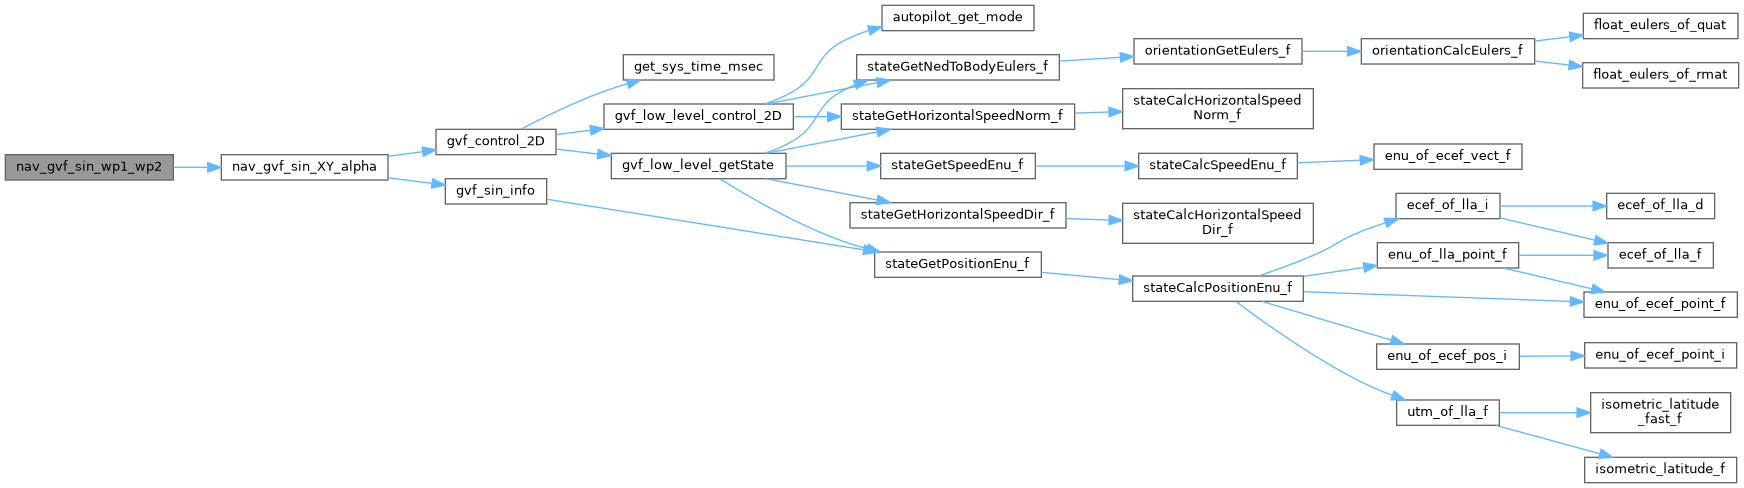 nav_gvf_sin_wp1_wp2
nav_gvf_sin_XY_alpha
gvf_control_2D
gvf_sin_info
get_sys_time_msec
gvf_low_level_control_2D
gvf_low_level_getState
autopilot_get_mode
stateGetNedToBodyEulers_f
stateGetHorizontalSpeedNorm_f
stateGetSpeedEnu_f
stateGetHorizontalSpeedDir_f
stateGetPositionEnu_f
orientationGetEulers_f
stateCalcHorizontalSpeed
Norm_f
stateCalcSpeedEnu_f
stateCalcHorizontalSpeed
Dir_f
stateCalcPositionEnu_f
orientationCalcEulers_f
enu_of_ecef_vect_f
ecef_of_lla_i
enu_of_lla_point_f
enu_of_ecef_pos_i
utm_of_lla_f
float_eulers_of_quat
float_eulers_of_rmat
ecef_of_lla_d
ecef_of_lla_f
enu_of_ecef_point_f
enu_of_ecef_point_i
isometric_latitude
_fast_f
isometric_latitude_f